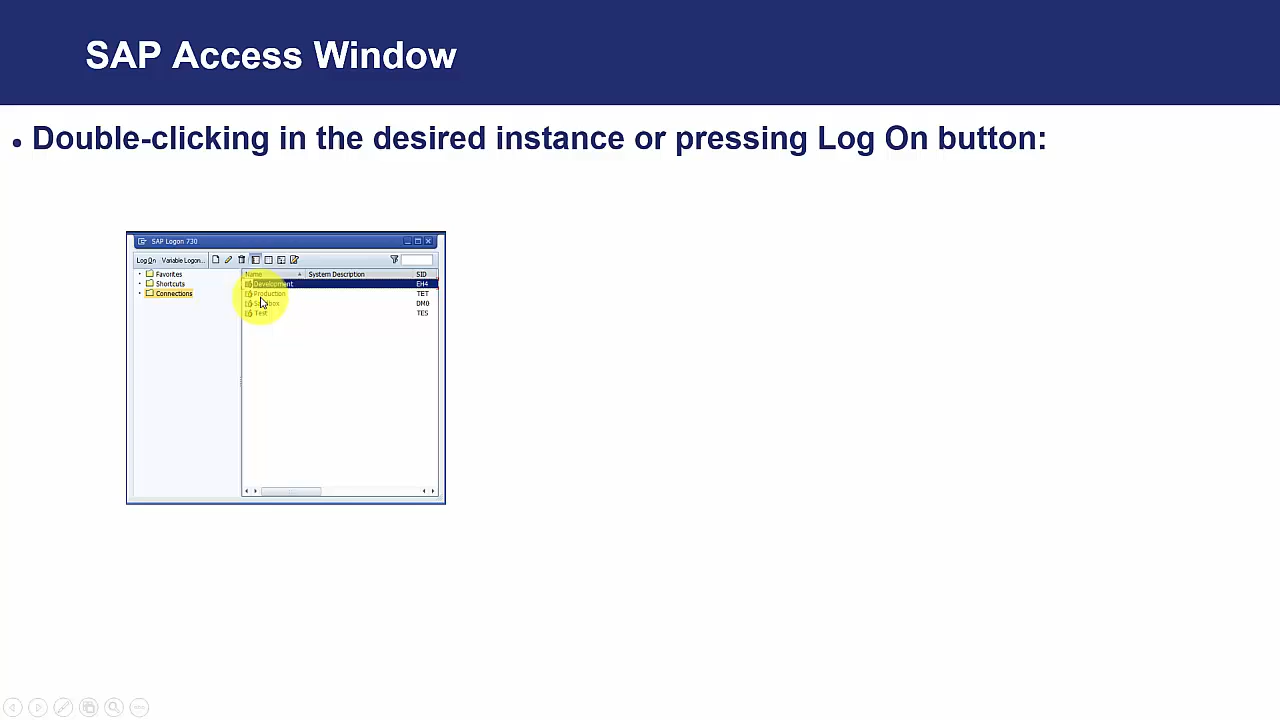 SAP Access Window
• Double-clicking in the desired instance or pressing Log On button:
SAP Logon 730
Log On Variable Logon...
Favorites
Shortcuts
Connections
Name System Description SID
Development EH4
Production TET
Sandbox DM0
Test TES